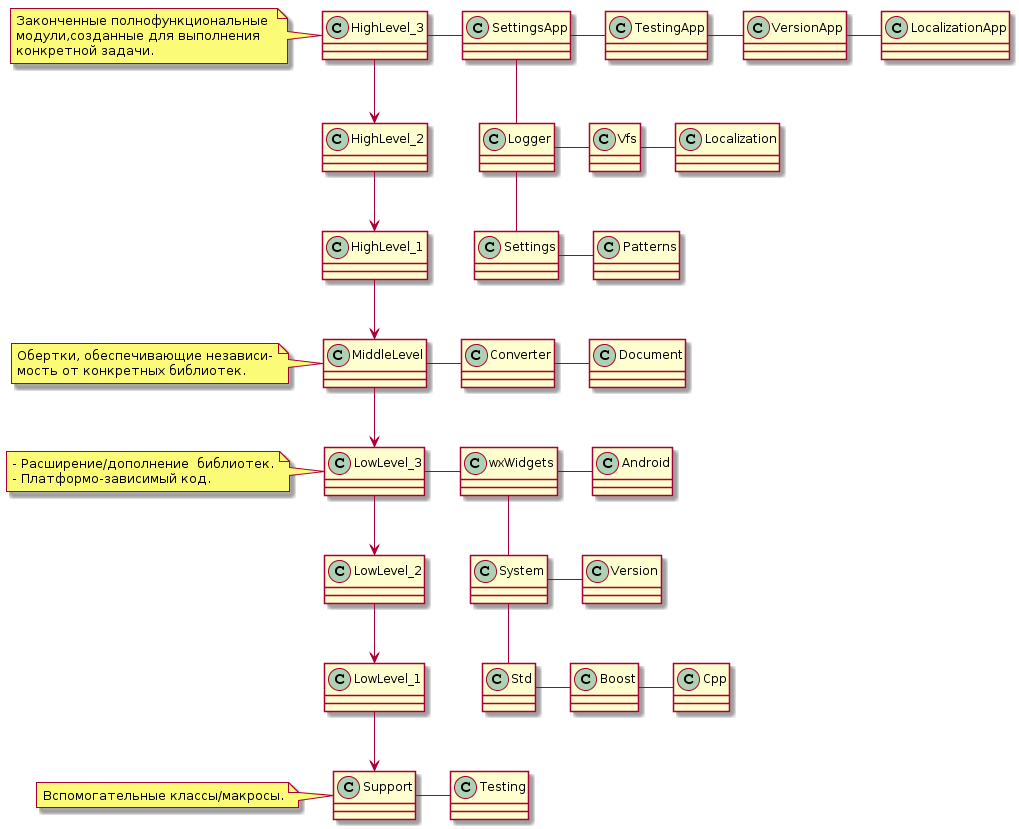 Законченные полнофункциональные
модули,созданные для выполнения
конкретной задачи.
C HighLevel_3
C SettingsApp
C TestingApp
C VersionApp
C LocalizationApp
C HighLevel_2
C Logger
C Vfs
C Localization
C HighLevel_1
C Settings
C Patterns
Обертки, обеспечивающие независи-
мость от конкретных библиотек.
C MiddleLevel
C Converter
C Document
- Расширение/дополнение  библиотек.
- Платформо-зависимый код.
C LowLevel_3
C wxWidgets
C Android
C LowLevel_2
C System
C Version
C LowLevel_1
C Std
C Boost
C Cpp
Вспомогательные классы/макросы.
C Support
C Testing